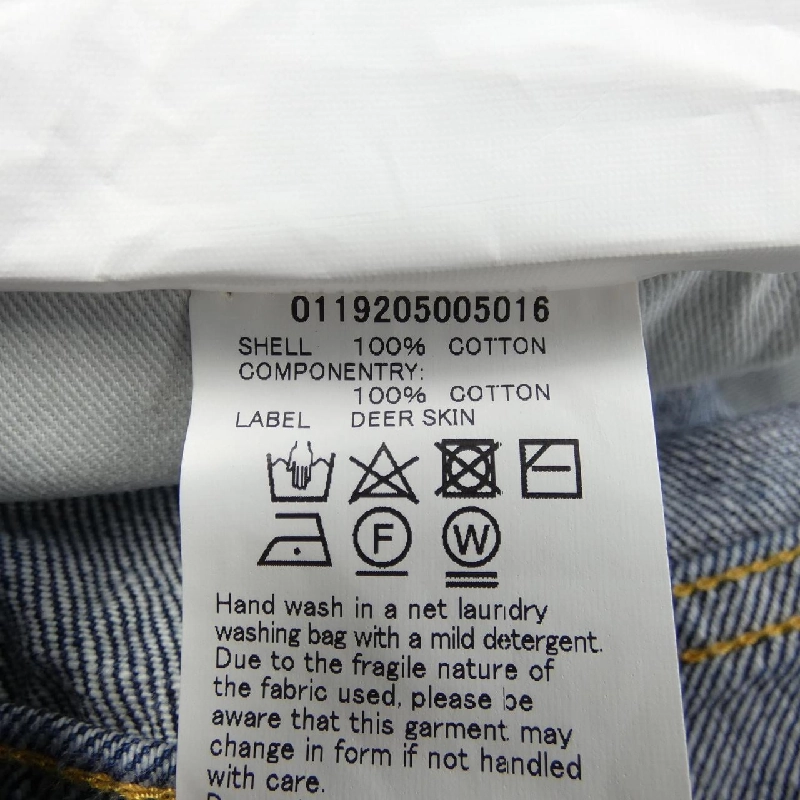 0119205005016
SHELL 100% COTTON
COMPONENTRY:
100% COTTON
LABEL DEER SKIN
F W
Hand wash in a net laundry
washing bag with a mild detergent.
Due to the fragile nature of
the fabric used, please be
aware that this garment may
change in form if not handled
with care.